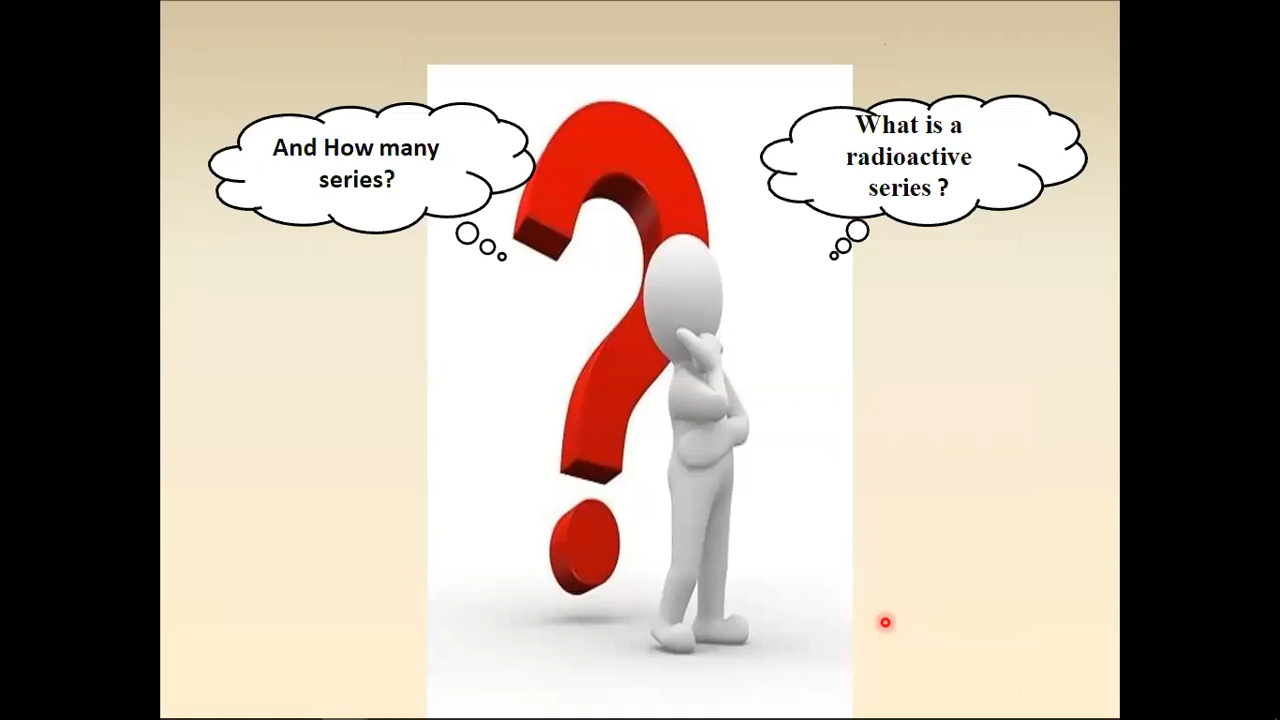 And How many
series?
What is a
radioactive
series ?